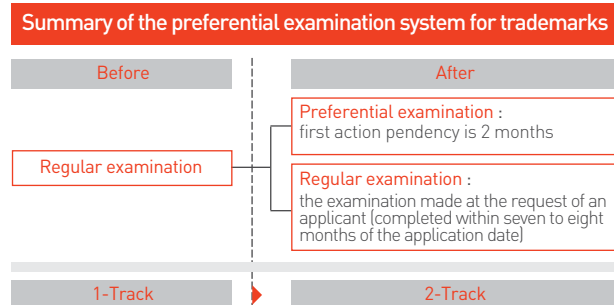 Summary of the preferential examination system for trademarks
Before
After
Regular examination
Preferential examination :
first action pendency is 2 months
Regular examination :
the examination made at the request of an
applicant (completed within seven to eight
months of the application date)
1-Track
2-Track